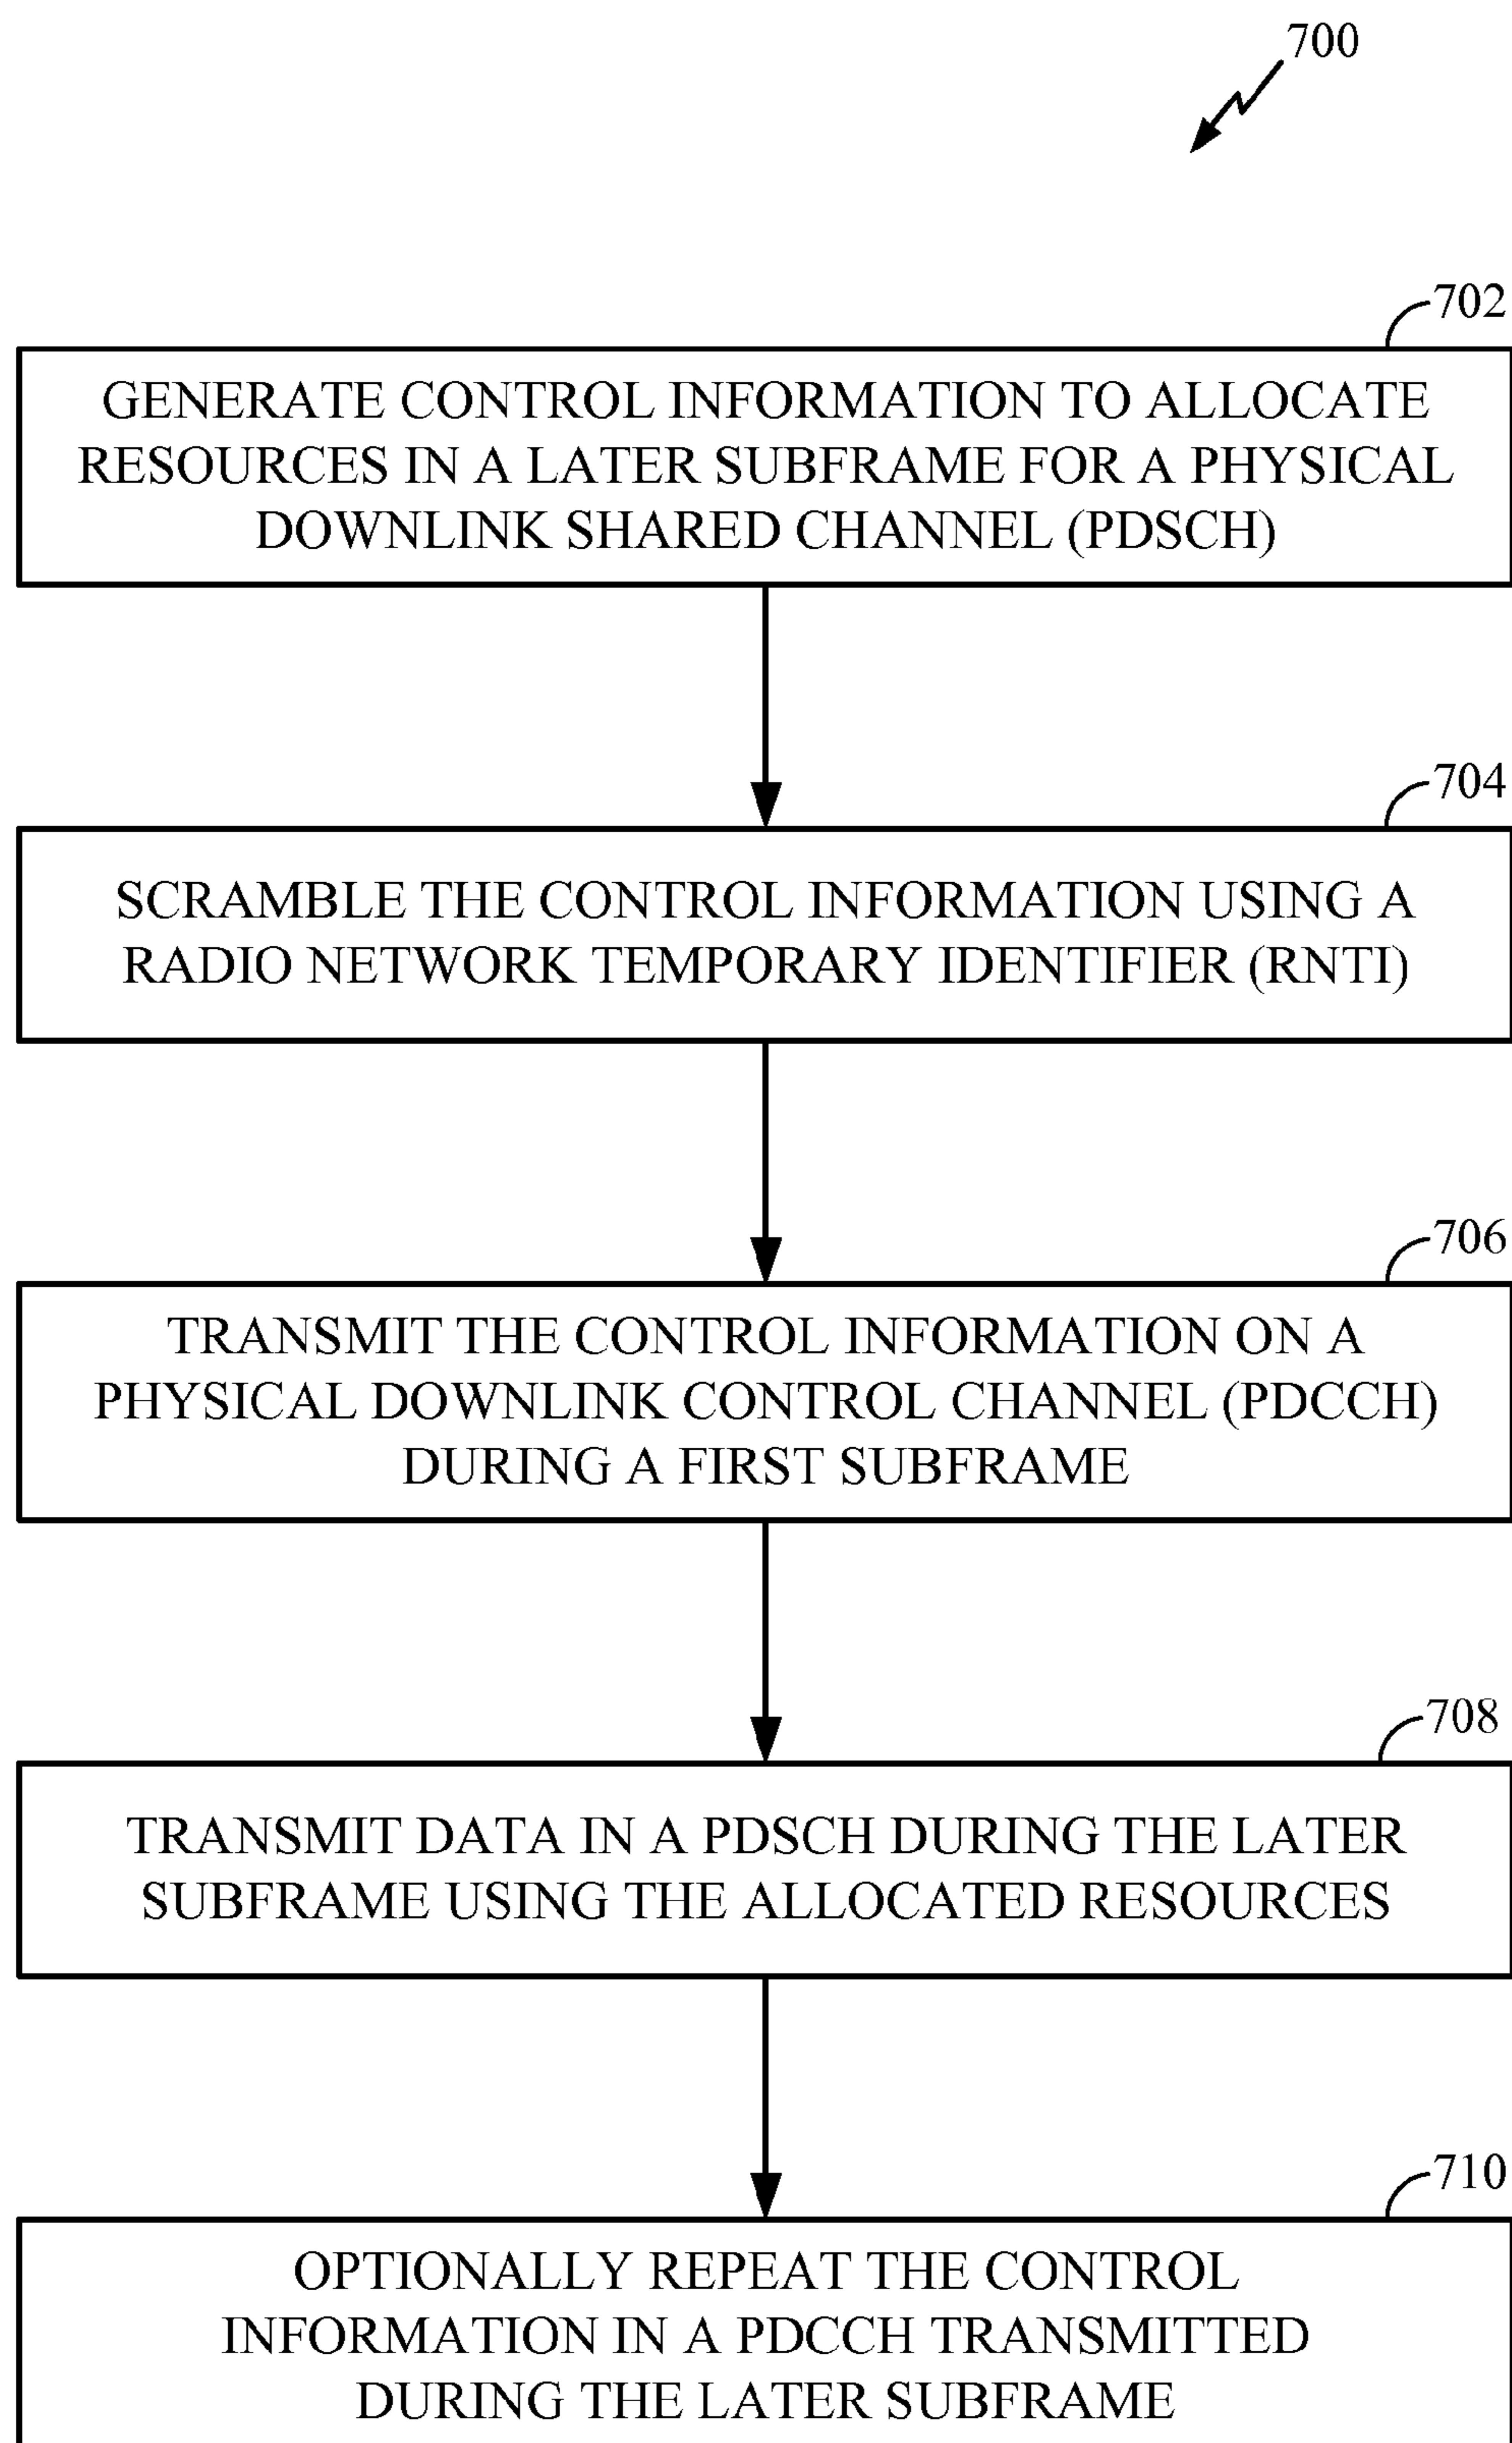 700
702
GENERATE CONTROL INFORMATION TO ALLOCATE
RESOURCES IN A LATER SUBFRAME FOR A PHYSICAL
DOWNLINK SHARED CHANNEL (PDSCH)
704
SCRAMBLE THE CONTROL INFORMATION USING A
RADIO NETWORK TEMPORARY IDENTIFIER (RNTI)
706
TRANSMIT THE CONTROL INFORMATION ON A
PHYSICAL DOWNLINK CONTROL CHANNEL (PDCCH)
DURING A FIRST SUBFRAME
708
TRANSMIT DATA IN A PDSCH DURING THE LATER
SUBFRAME USING THE ALLOCATED RESOURCES
710
OPTIONALLY REPEAT THE CONTROL
INFORMATION IN A PDCCH TRANSMITTED
DURING THE LATER SUBFRAME